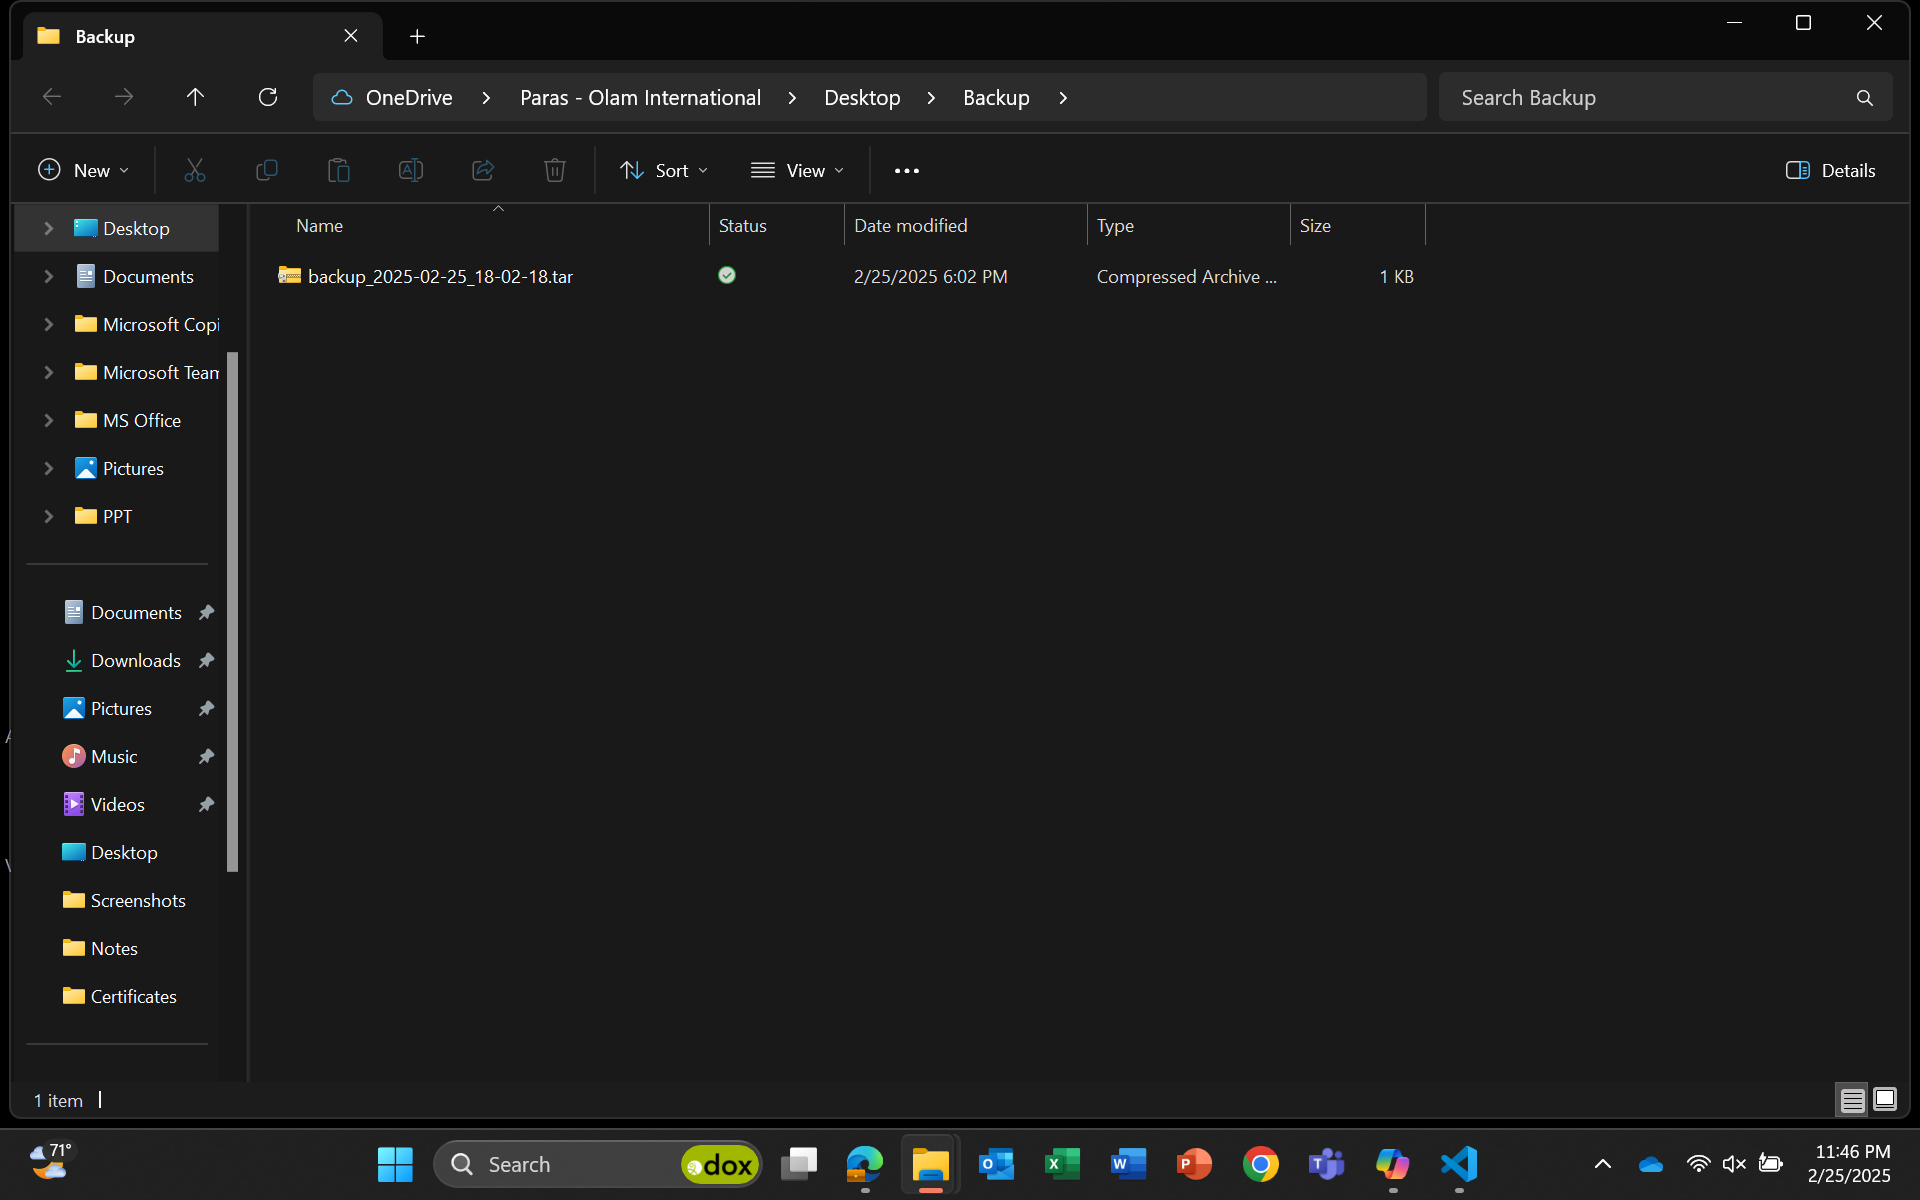 Backup
OneDrive > Paras - Olam International > Desktop > Backup >
Search Backup
New
Sort
View
Details
Name
Status
Date modified
Type
Size
backup_2025-02-25_18-02-18.tar
2/25/2025 6:02 PM
Compressed Archive ...
1 KB
Desktop
Documents
Microsoft Copi
Microsoft Team
MS Office
Pictures
PPT
Documents
Downloads
Pictures
Music
Videos
Desktop
Screenshots
Notes
Certificates
1 item
71°
Search
dox
11:46 PM
2/25/2025